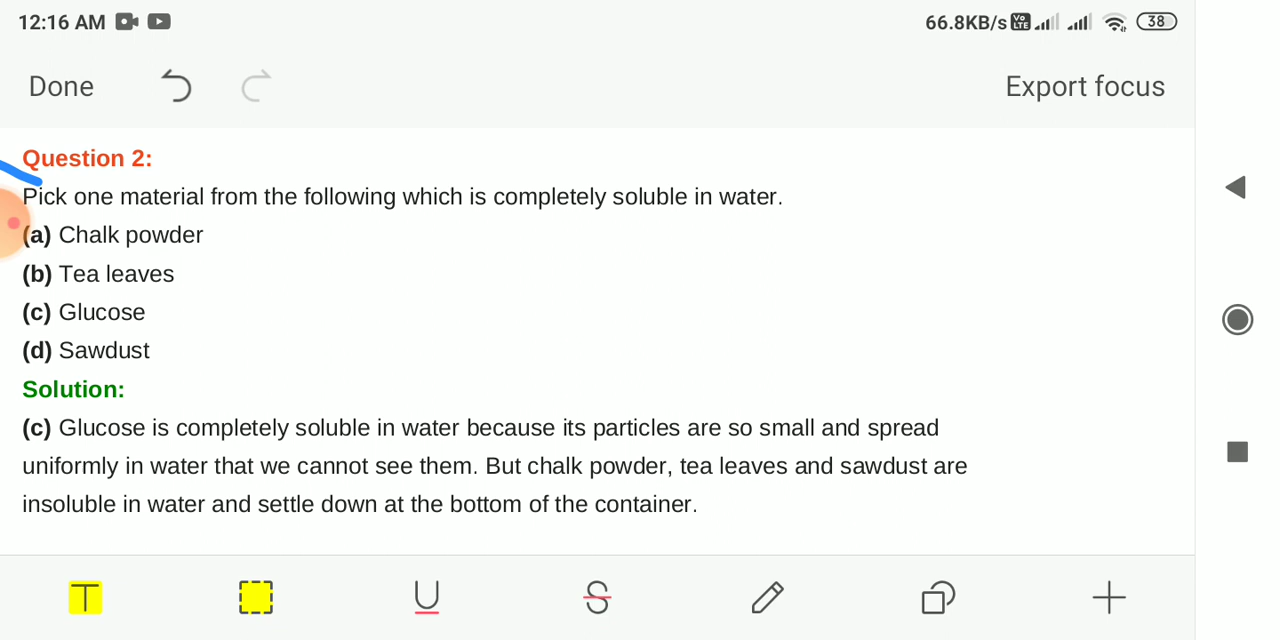 12:16 AM 66.8KB/s Vo LTE 38
Done Export focus
Question 2:
Pick one material from the following which is completely soluble in water.
(a) Chalk powder
(b) Tea leaves
(c) Glucose
(d) Sawdust
Solution:
(c) Glucose is completely soluble in water because its particles are so small and spread
uniformly in water that we cannot see them. But chalk powder, tea leaves and sawdust are
insoluble in water and settle down at the bottom of the container.
T U S